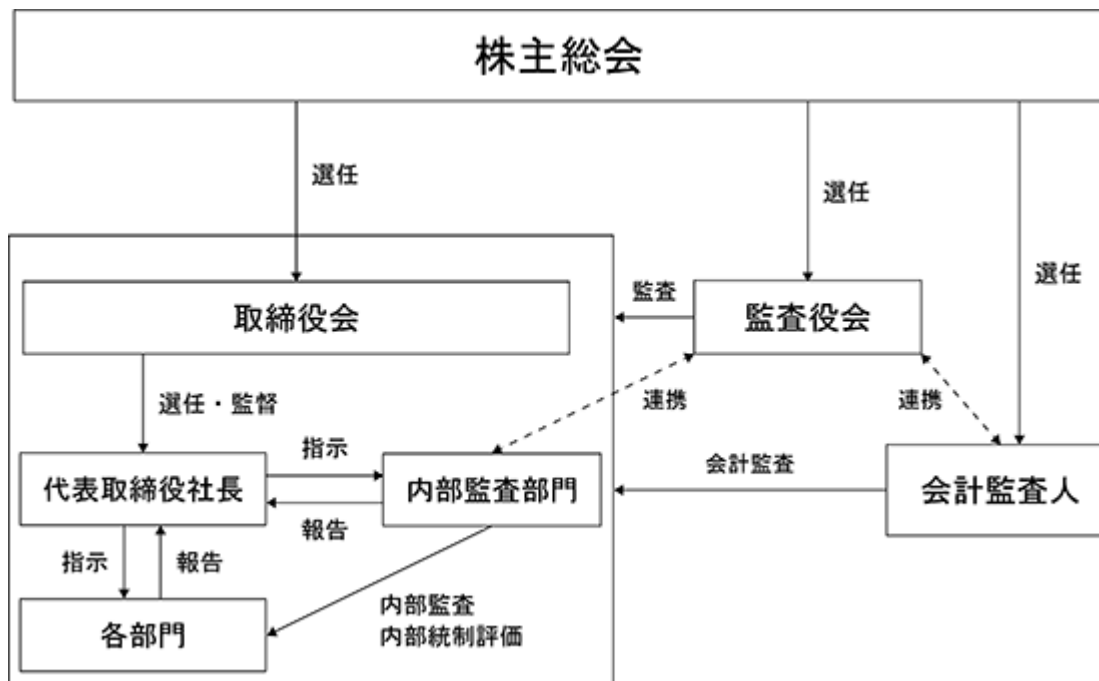 株主総会
選任
選任
選任
取締役会
監査
監査役会
選任・監督
連携
連携
代表取締役社長
指示
報告
内部監査部門
会計監査
会計監査人
指示
報告
各部門
内部監査
内部統制評価